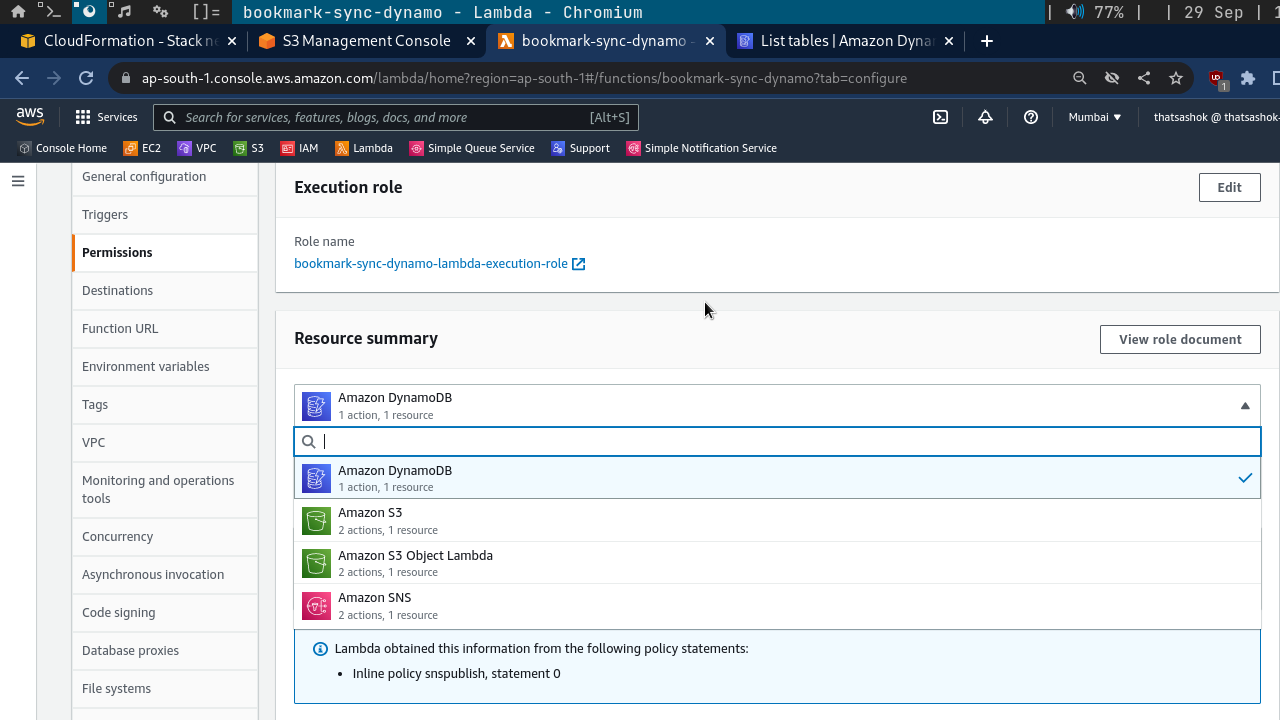 bookmark-sync-dynamo - Lambda - Chromium
77% | | 29 Sep |
CloudFormation - Stack
S3 Management Console
bookmark-sync-dynamo -
List tables | Amazon Dyna
ap-south-1.console.aws.amazon.com/lambda/home?region=ap-south-1#/functions/bookmark-sync-dynamo?tab=configure
1
aws
Services
Search for services, features, blogs, docs, and more
[Alt+S]
Mumbai
thatsashok @ thatsashok-
Console Home
EC2
VPC
S3
IAM
Lambda
Simple Queue Service
Support
Simple Notification Service
General configuration
Triggers
Permissions
Destinations
Function URL
Environment variables
Tags
VPC
Monitoring and operations
tools
Concurrency
Asynchronous invocation
Code signing
Database proxies
File systems
Execution role
Edit
Role name
bookmark-sync-dynamo-lambda-execution-role
Resource summary
View role document
Amazon DynamoDB
1 action, 1 resource
Amazon DynamoDB
1 action, 1 resource
Amazon S3
2 actions, 1 resource
Amazon S3 Object Lambda
2 actions, 1 resource
Amazon SNS
2 actions, 1 resource
Lambda obtained this information from the following policy statements:
• Inline policy snspublish, statement 0